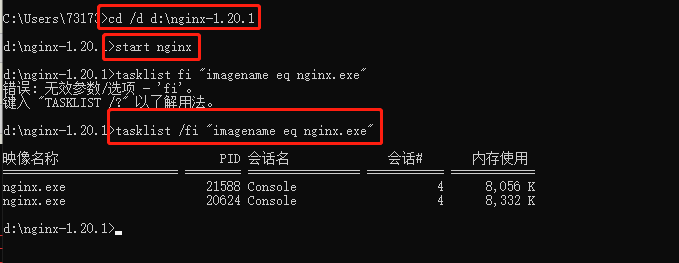 C:\Users\73173>cd /d d:\nginx-1.20.1
d:\nginx-1.20.1>start nginx
d:\nginx-1.20.1>tasklist fi "imagename eq nginx.exe"
错误: 无效参数/选项 - 'fi'。
键入 "TASKLIST /?" 以了解用法。
d:\nginx-1.20.1>tasklist /fi "imagename eq nginx.exe"
映像名称 PID 会话名 会话# 内存使用
nginx.exe 21588 Console 4 8,056 K
nginx.exe 20624 Console 4 8,332 K
d:\nginx-1.20.1>